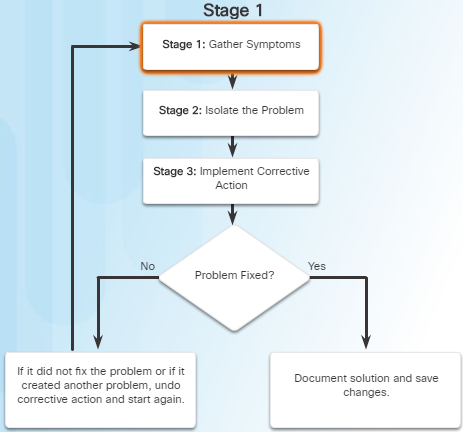 Stage 1
Stage 1: Gather Symptoms
Stage 2: Isolate the Problem
Stage 3: Implement Corrective
Action
Problem Fixed?
No
Yes
If it did not fix the problem or if it
created another problem, undo
corrective action and start again.
Document solution and save
changes.